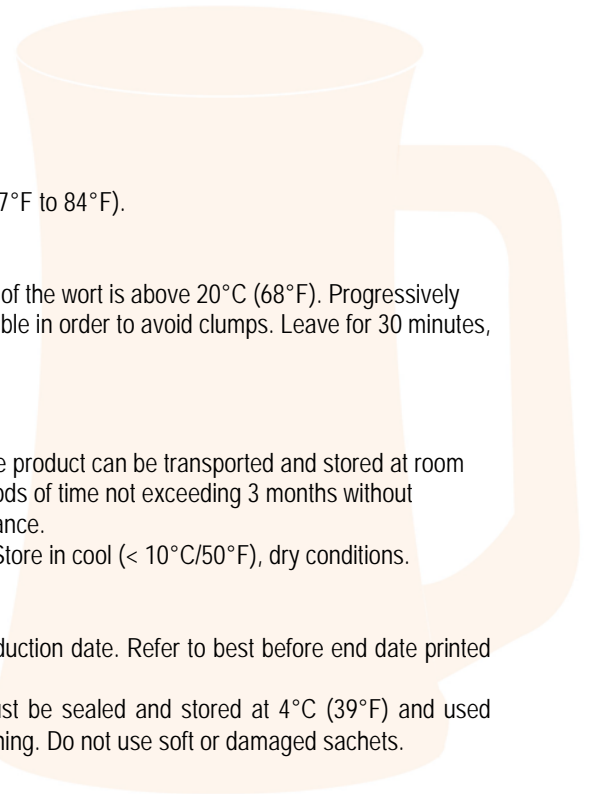 7°F to 84°F).
of the wort is above 20°C (68°F). Progressively
ble in order to avoid clumps. Leave for 30 minutes,
e product can be transported and stored at room
ods of time not exceeding 3 months without
ance.
Store in cool (< 10°C/50°F), dry conditions.
duction date. Refer to best before end date printed
ust be sealed and stored at 4°C (39°F) and used
ning. Do not use soft or damaged sachets.